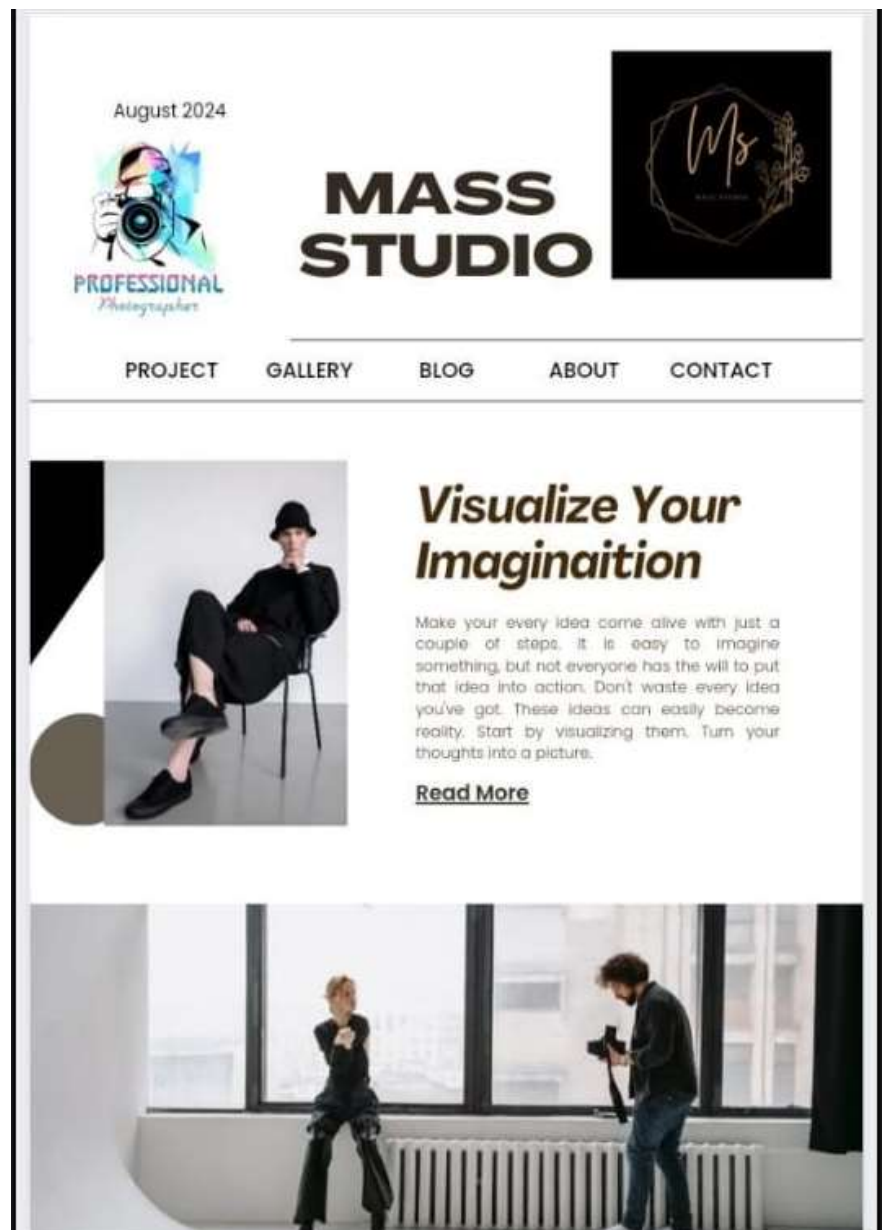 August 2024
PROFESSIONAL
Photographer
MASS
STUDIO
Ms
MASS STUDIO
PROJECT GALLERY BLOG ABOUT CONTACT
Visualize Your
Imaginaition
Make your every idea come alive with just a
couple of steps. It is easy to imagine
something, but not everyone has the will to put
that idea into action. Don't waste every idea
you've got. These ideas can easily become
reality. Start by visualizing them. Turn your
thoughts into a picture.
Read More